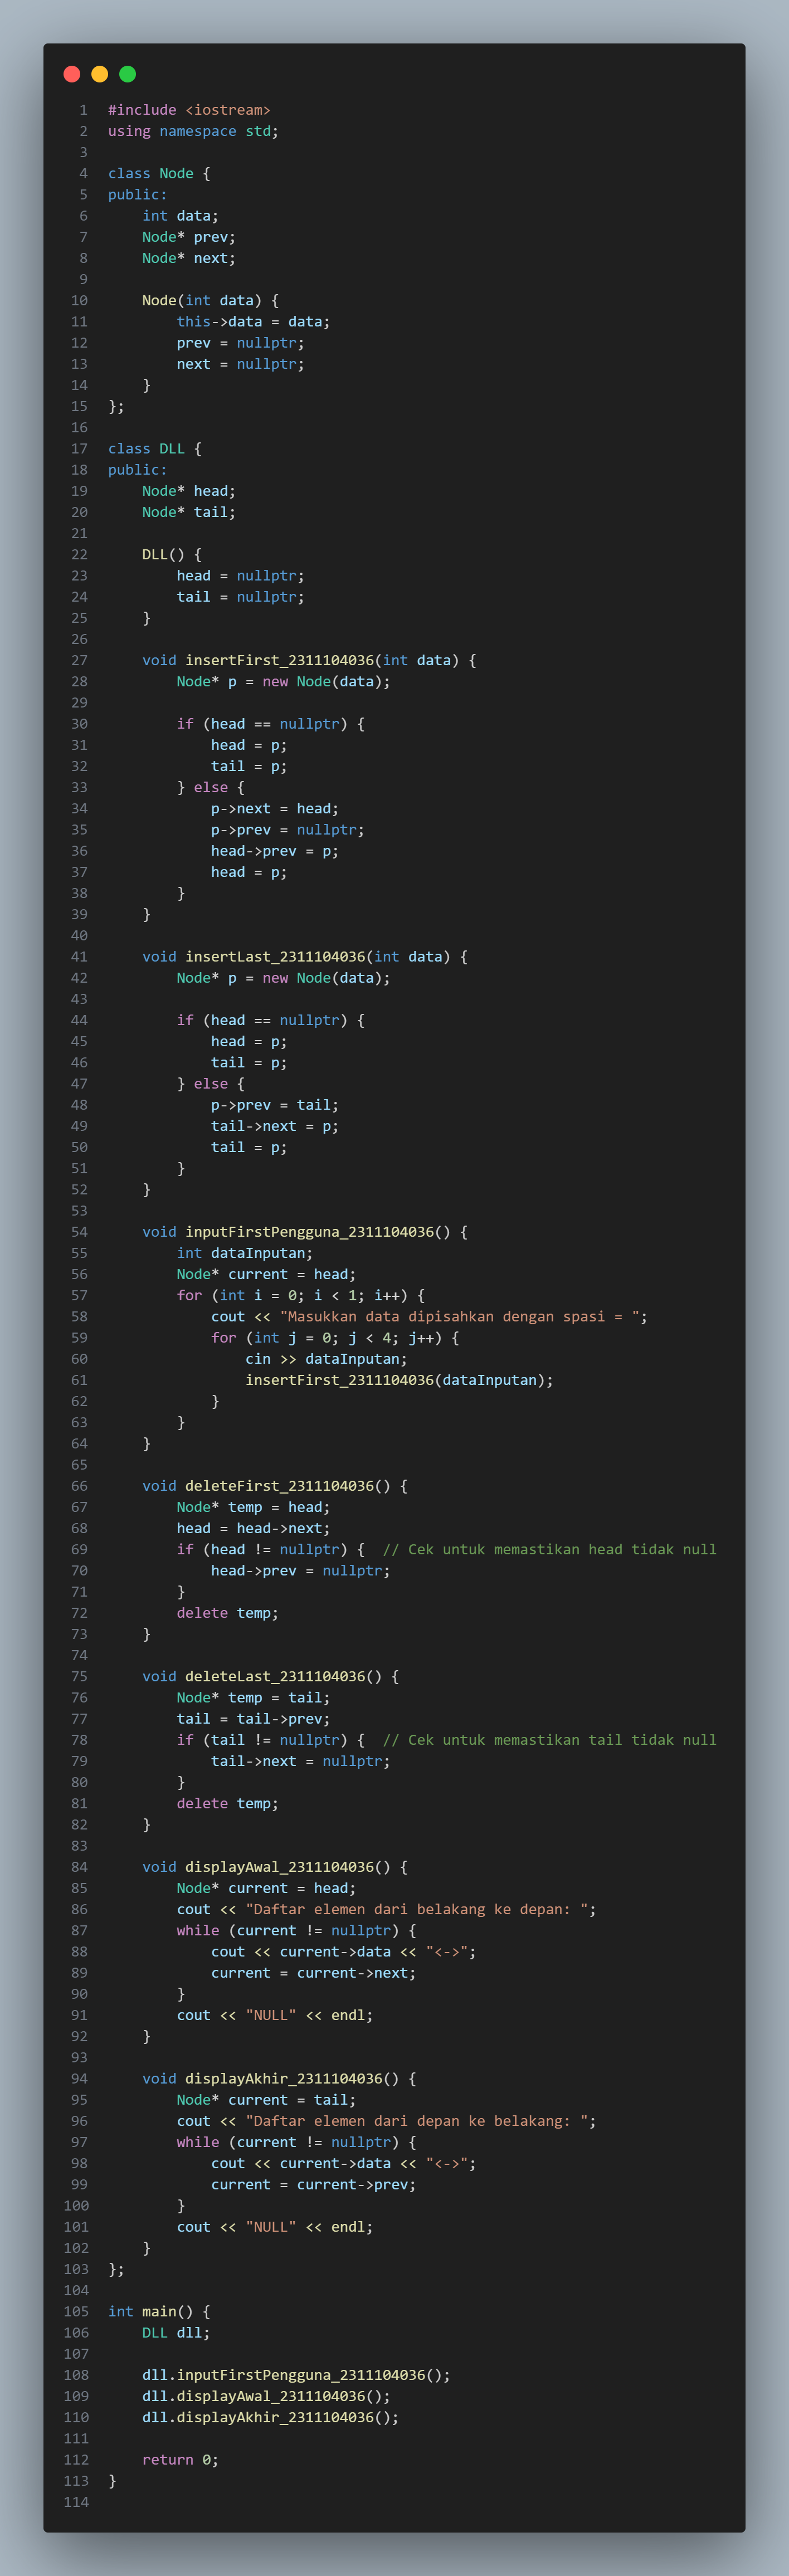 1 #include <iostream>
2 using namespace std;
3
4 class Node {
5 public:
6     int data;
7     Node* prev;
8     Node* next;
9
10     Node(int data) {
11         this->data = data;
12         prev = nullptr;
13         next = nullptr;
14     }
15 };
16
17 class DLL {
18 public:
19     Node* head;
20     Node* tail;
21
22     DLL() {
23         head = nullptr;
24         tail = nullptr;
25     }
26
27     void insertFirst_2311104036(int data) {
28         Node* p = new Node(data);
29
30         if (head == nullptr) {
31             head = p;
32             tail = p;
33         } else {
34             p->next = head;
35             p->prev = nullptr;
36             head->prev = p;
37             head = p;
38         }
39     }
40
41     void insertLast_2311104036(int data) {
42         Node* p = new Node(data);
43
44         if (head == nullptr) {
45             head = p;
46             tail = p;
47         } else {
48             p->prev = tail;
49             tail->next = p;
50             tail = p;
51         }
52     }
53
54     void inputFirstPengguna_2311104036() {
55         int dataInputan;
56         Node* current = head;
57         for (int i = 0; i < 1; i++) {
58             cout << "Masukkan data dipisahkan dengan spasi = ";
59             for (int j = 0; j < 4; j++) {
60                 cin >> dataInputan;
61                 insertFirst_2311104036(dataInputan);
62             }
63         }
64     }
65
66     void deleteFirst_2311104036() {
67         Node* temp = head;
68         head = head->next;
69         if (head != nullptr) {  // Cek untuk memastikan head tidak null
70             head->prev = nullptr;
71         }
72         delete temp;
73     }
74
75     void deleteLast_2311104036() {
76         Node* temp = tail;
77         tail = tail->prev;
78         if (tail != nullptr) {  // Cek untuk memastikan tail tidak null
79             tail->next = nullptr;
80         }
81         delete temp;
82     }
83
84     void displayAwal_2311104036() {
85         Node* current = head;
86         cout << "Daftar elemen dari belakang ke depan: ";
87         while (current != nullptr) {
88             cout << current->data << "<->";
89             current = current->next;
90         }
91         cout << "NULL" << endl;
92     }
93
94     void displayAkhir_2311104036() {
95         Node* current = tail;
96         cout << "Daftar elemen dari depan ke belakang: ";
97         while (current != nullptr) {
98             cout << current->data << "<->";
99             current = current->prev;
100         }
101         cout << "NULL" << endl;
102     }
103 };
104
105 int main() {
106     DLL dll;
107
108     dll.inputFirstPengguna_2311104036();
109     dll.displayAwal_2311104036();
110     dll.displayAkhir_2311104036();
111
112     return 0;
113 }
114